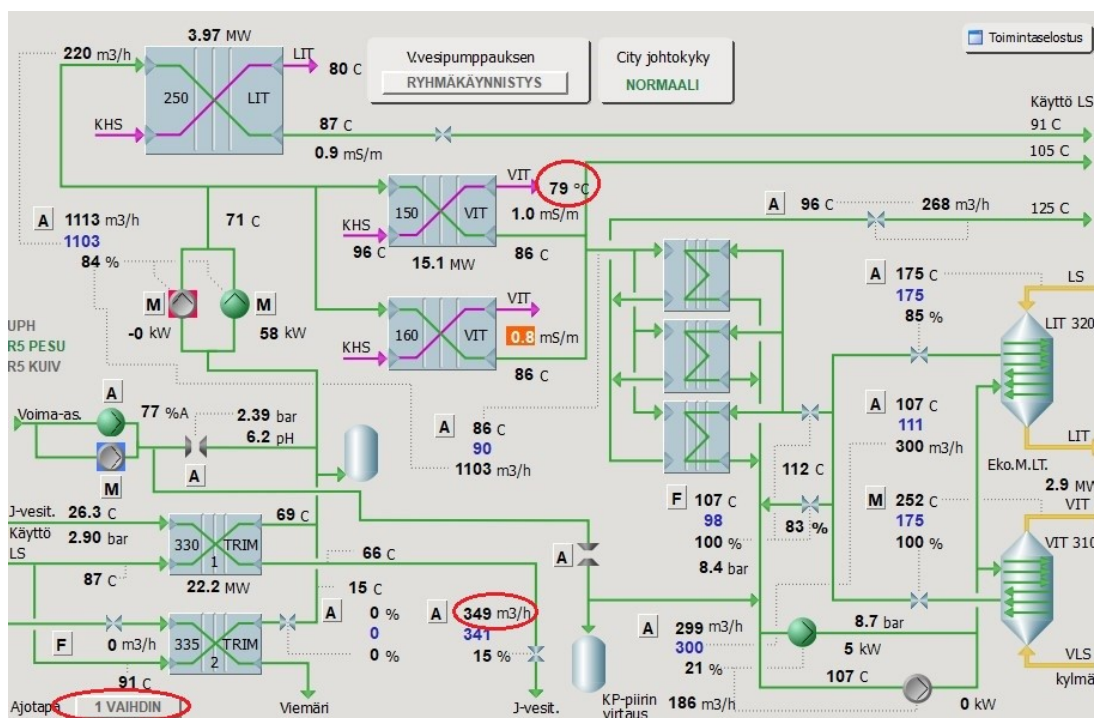 3.97 MW
220 m3/h
LIT
80 C
V.vesipumppauksen
RYHMÄKÄYNNISTYS
City johtokyky
NORMAALI
Toimintaselostus
250
LIT
KHS
87 C
0.9 mS/m
Käyttö LS
91 C
105 C
VIT
79 °C
150
VIT
1.0 mS/m
KHS
96 C
15.1 MW
86 C
A
96 C
268 m3/h
125 C
A
1113 m3/h
1103
84 %
71 C
M
M
-0 kW
58 kW
UPH
R5 PESU
R5 KUIV
VIT
160
VIT
0.8 mS/m
KHS
86 C
A
175 C
175
85 %
LS
LIT 320
A
107 C
111
300 m3/h
LIT
Eko.M.LT.
2.9 MW
VIT
Voima-as.
A
77 %A
2.39 bar
6.2 pH
A
M
A
86 C
90
1103 m3/h
112 C
F
107 C
98
100 %
8.4 bar
83 ‰
M
252 C
175
100 %
VIT 310
J-vesit.
26.3 C
Käyttö
2.90 bar
LS
69 C
330
TRIM
1
66 C
87 C
22.2 MW
15 C
A
F
0 m3/h
335
TRIM
2
A
0 %
0
0 %
A
349 m3/h
341
15 %
A
299 m3/h
300
21 %
8.7 bar
5 kW
91 C
Ajotapa
1 VAIHDIN
Viemäri
J-vesit.
KP-piirin
virtaus
186 m3/h
107 C
0 kW
VLS
kylmä